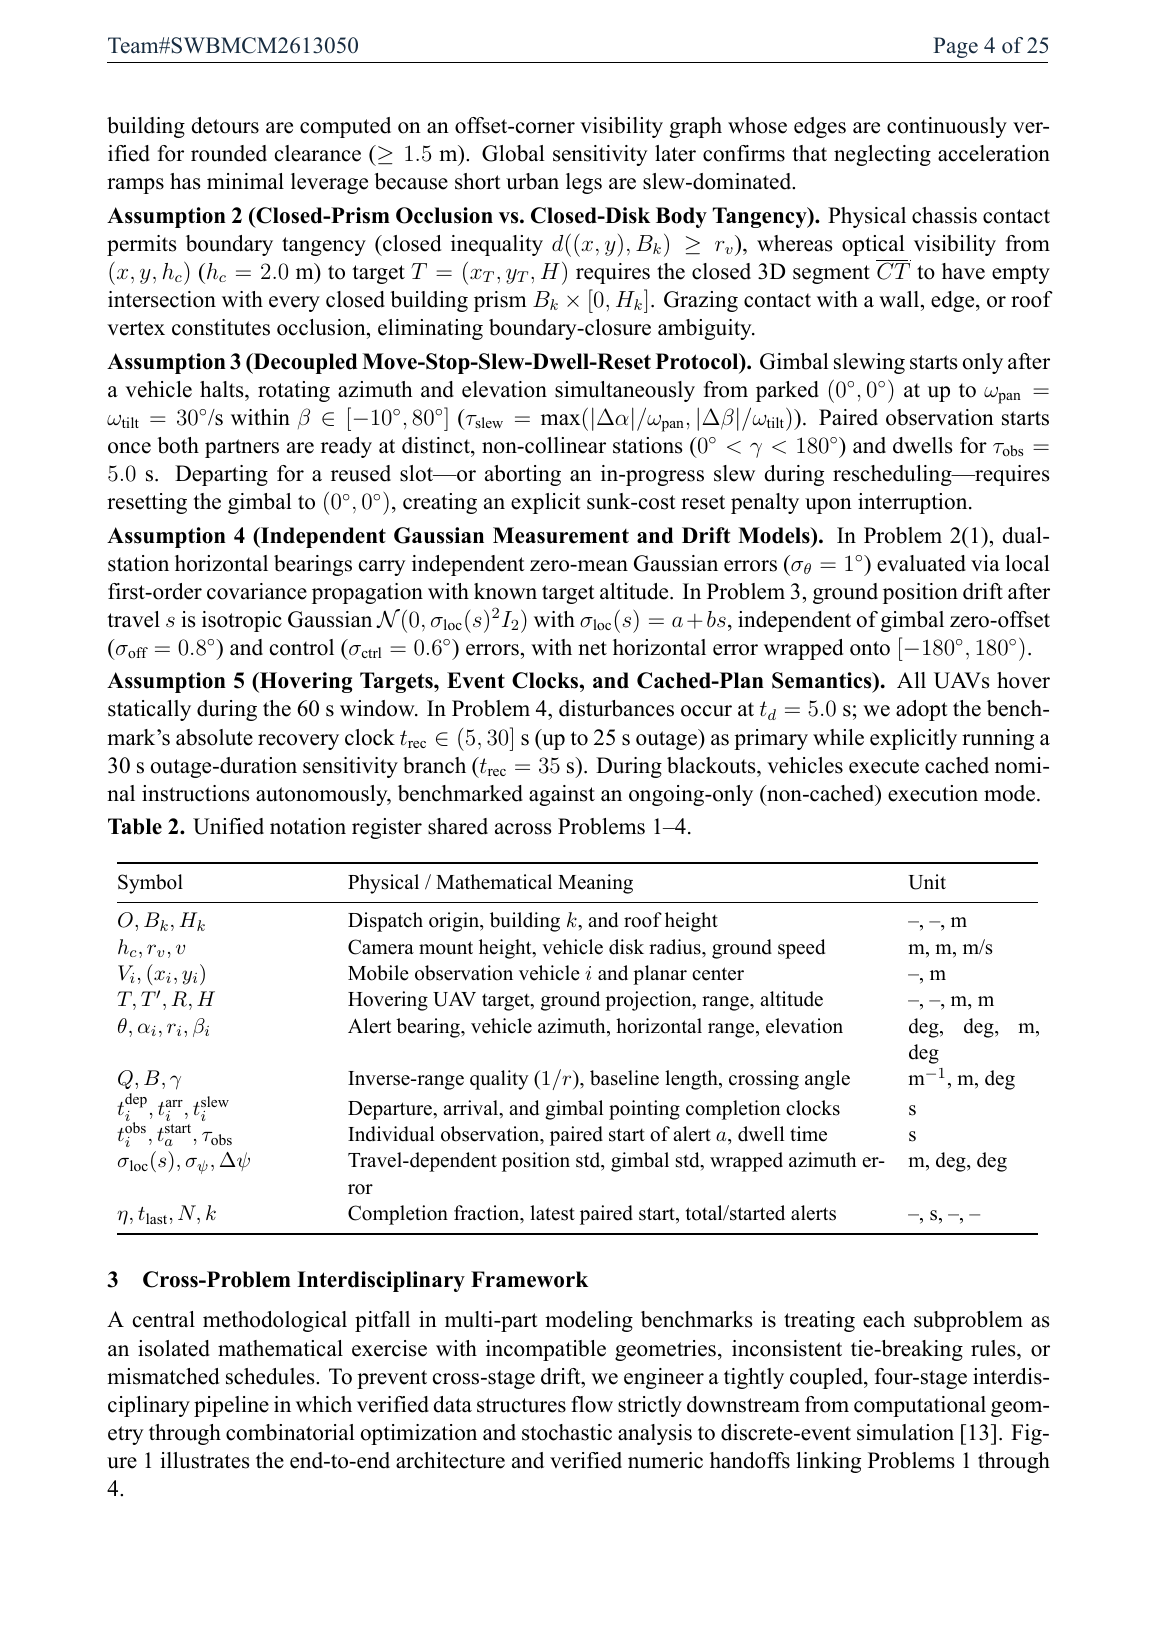 Team#SWBMCM2613050 Page 4 of 25
building detours are computed on an offset-corner visibility graph whose edges are continuously ver-
ified for rounded clearance (≥ 1.5 m). Global sensitivity later confirms that neglecting acceleration
ramps has minimal leverage because short urban legs are slew-dominated.
Assumption 2 (Closed-Prism Occlusion vs. Closed-Disk Body Tangency). Physical chassis contact
permits boundary tangency (closed inequality d((x, y), B_k) ≥ r_v), whereas optical visibility from
(x, y, h_c) (h_c = 2.0 m) to target T = (x_T, y_T, H) requires the closed 3D segment \overline{CT} to have empty
intersection with every closed building prism B_k × [0, H_k]. Grazing contact with a wall, edge, or roof
vertex constitutes occlusion, eliminating boundary-closure ambiguity.
Assumption 3 (Decoupled Move-Stop-Slew-Dwell-Reset Protocol). Gimbal slewing starts only after
a vehicle halts, rotating azimuth and elevation simultaneously from parked (0°, 0°) at up to ω_pan =
ω_tilt = 30°/s within β ∈ [−10°, 80°] (τ_slew = max(|Δα|/ω_pan, |Δβ|/ω_tilt)). Paired observation starts
once both partners are ready at distinct, non-collinear stations (0° < γ < 180°) and dwells for τ_obs =
5.0 s. Departing for a reused slot—or aborting an in-progress slew during rescheduling—requires
resetting the gimbal to (0°, 0°), creating an explicit sunk-cost reset penalty upon interruption.
Assumption 4 (Independent Gaussian Measurement and Drift Models). In Problem 2(1), dual-
station horizontal bearings carry independent zero-mean Gaussian errors (σ_θ = 1°) evaluated via local
first-order covariance propagation with known target altitude. In Problem 3, ground position drift after
travel s is isotropic Gaussian N(0, σ_loc(s)²I₂) with σ_loc(s) = a+bs, independent of gimbal zero-offset
(σ_off = 0.8°) and control (σ_ctrl = 0.6°) errors, with net horizontal error wrapped onto [−180°, 180°).
Assumption 5 (Hovering Targets, Event Clocks, and Cached-Plan Semantics). All UAVs hover
statically during the 60 s window. In Problem 4, disturbances occur at t_d = 5.0 s; we adopt the bench-
mark's absolute recovery clock t_rec ∈ (5, 30] s (up to 25 s outage) as primary while explicitly running a
30 s outage-duration sensitivity branch (t_rec = 35 s). During blackouts, vehicles execute cached nomi-
nal instructions autonomously, benchmarked against an ongoing-only (non-cached) execution mode.
Table 2. Unified notation register shared across Problems 1–4.
Symbol Physical / Mathematical Meaning Unit
O, B_k, H_k Dispatch origin, building k, and roof height –, –, m
h_c, r_v, v Camera mount height, vehicle disk radius, ground speed m, m, m/s
V_i, (x_i, y_i) Mobile observation vehicle i and planar center –, m
T, T′, R, H Hovering UAV target, ground projection, range, altitude –, –, m, m
θ, α_i, r_i, β_i Alert bearing, vehicle azimuth, horizontal range, elevation deg, deg, m,
deg
Q, B, γ Inverse-range quality (1/r), baseline length, crossing angle m⁻¹, m, deg
t_i^dep, t_i^arr, t_i^slew Departure, arrival, and gimbal pointing completion clocks s
t_i^obs, t_a^start, τ_obs Individual observation, paired start of alert a, dwell time s
σ_loc(s), σ_ψ, Δψ Travel-dependent position std, gimbal std, wrapped azimuth er- m, deg, deg
ror
η, t_last, N, k Completion fraction, latest paired start, total/started alerts –, s, –, –
3 Cross-Problem Interdisciplinary Framework
A central methodological pitfall in multi-part modeling benchmarks is treating each subproblem as
an isolated mathematical exercise with incompatible geometries, inconsistent tie-breaking rules, or
mismatched schedules. To prevent cross-stage drift, we engineer a tightly coupled, four-stage interdis-
ciplinary pipeline in which verified data structures flow strictly downstream from computational geom-
etry through combinatorial optimization and stochastic analysis to discrete-event simulation [13]. Fig-
ure 1 illustrates the end-to-end architecture and verified numeric handoffs linking Problems 1 through
4.